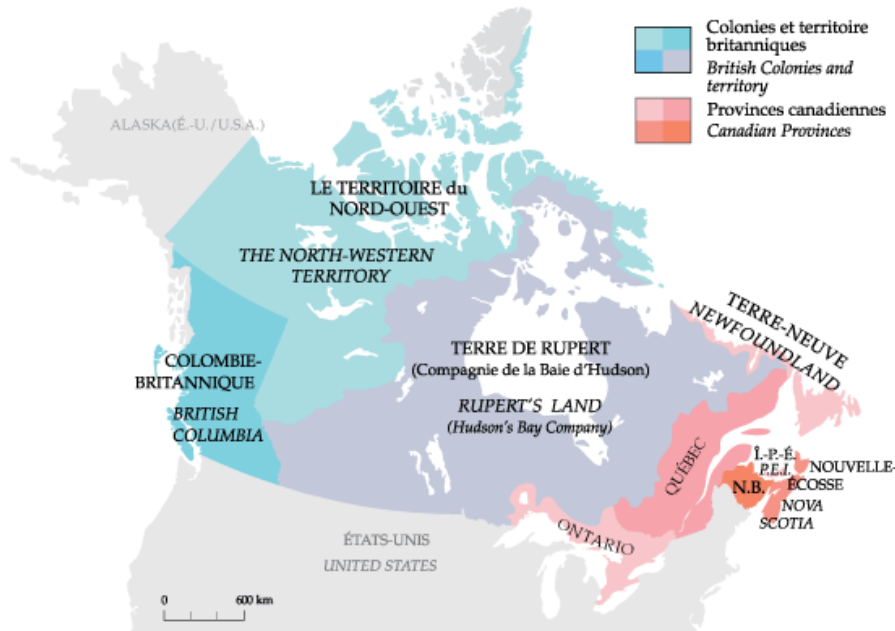 Colonies et territoire
britanniques
British Colonies and
territory
Provinces canadiennes
Canadian Provinces
ALASKA(É.-U./U.S.A.)
LE TERRITOIRE du
NORD-OUEST
THE NORTH-WESTERN
TERRITORY
TERRE-NEUVE
NEWFOUNDLAND
COLOMBIE-
BRITANNIQUE
BRITISH
COLUMBIA
TERRE DE RUPERT
(Compagnie de la Baie d'Hudson)
RUPERT'S LAND
(Hudson's Bay Company)
QUÉBEC
Î.-P.-É.
P.E.I.
NOUVELLE-
ÉCOSSE
N.B.
NOVA
SCOTIA
ONTARIO
ÉTATS-UNIS
UNITED STATES
0 600 km